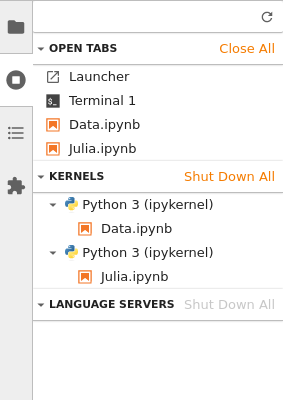 OPEN TABS Close All
Launcher
Terminal 1
Data.ipynb
Julia.ipynb
KERNELS Shut Down All
Python 3 (ipykernel)
Data.ipynb
Python 3 (ipykernel)
Julia.ipynb
LANGUAGE SERVERS Shut Down All